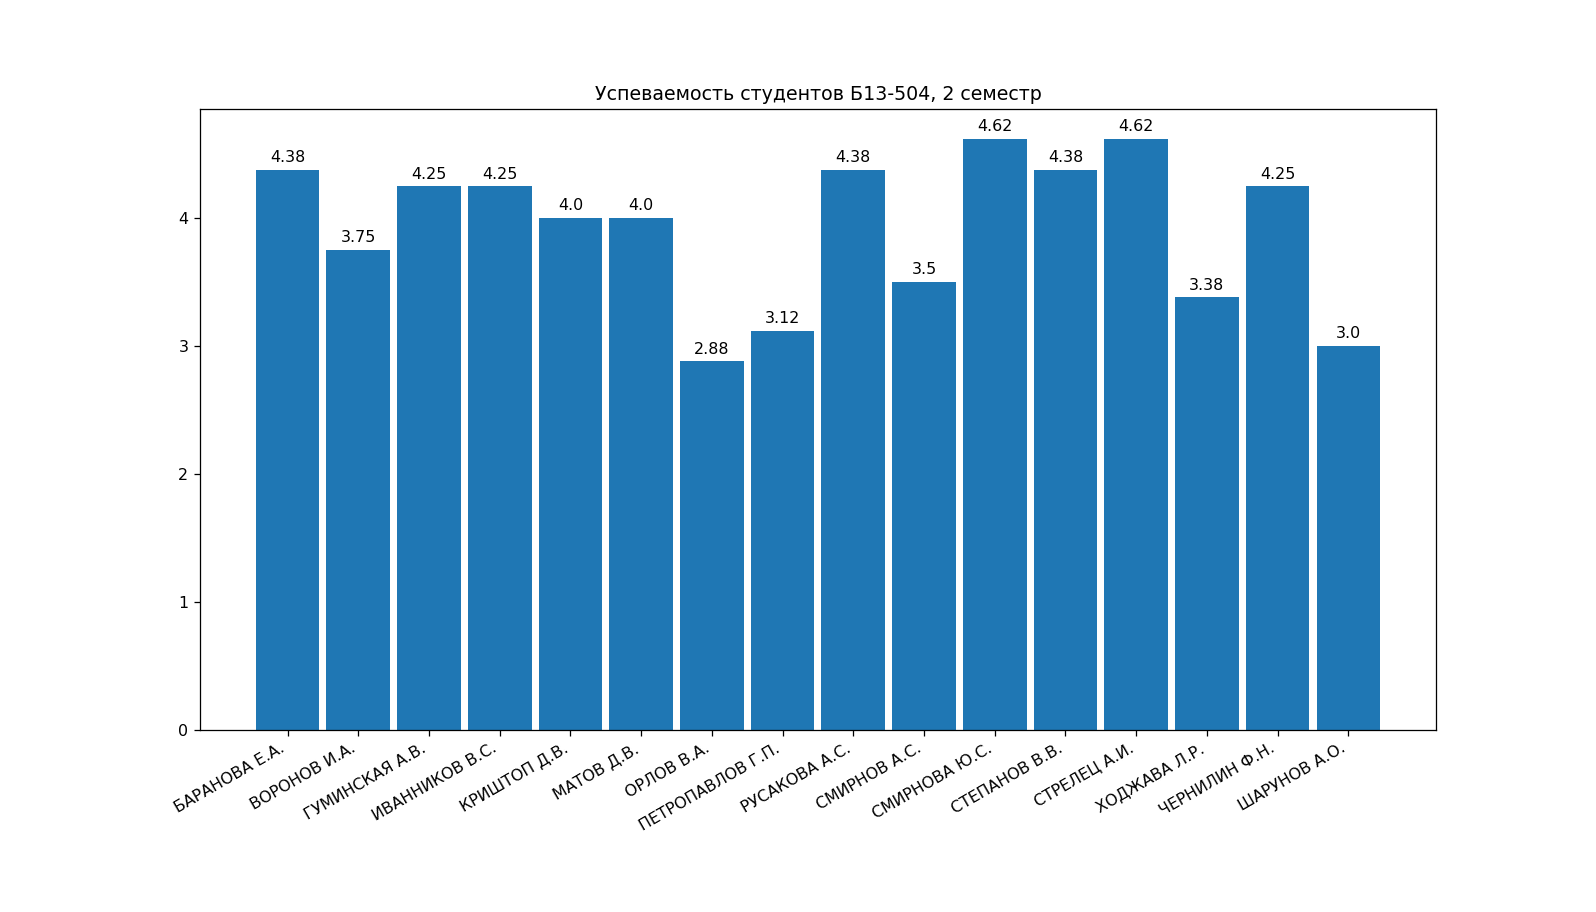 Успеваемость студентов Б13-504, 2 семестр
4.38
3.75
4.25
4.25
4.0
4.0
2.88
3.12
4.38
3.5
4.62
4.38
4.62
3.38
4.25
3.0
4
3
2
1
0
БАРАНОВА Е.А.
ВОРОНОВ И.А.
ГУМИНСКАЯ А.В.
ИВАННИКОВ В.С.
КРИШТОП Д.В.
МАТОВ Д.В.
ОРЛОВ В.А.
ПЕТРОПАВЛОВ Г.П.
РУСАКОВА А.С.
СМИРНОВ А.С.
СМИРНОВА Ю.С.
СТЕПАНОВ В.В.
СТРЕЛЕЦ А.И.
ХОДЖАВА Л.Р.
ЧЕРНИЛИН Ф.Н.
ШАРУНОВ А.О.